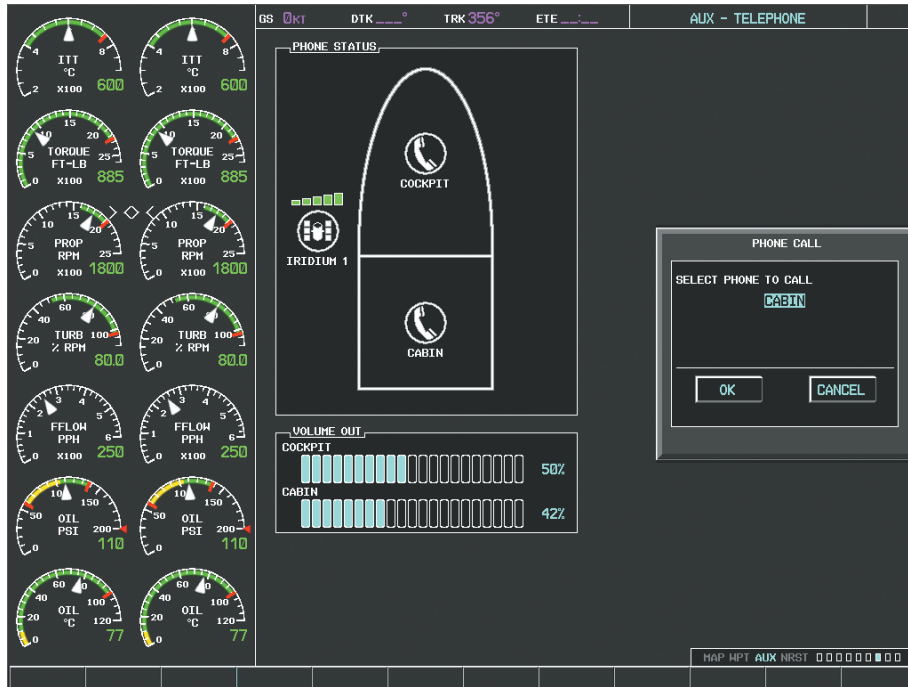 GS 0KT DTK ___° TRK 356° ETE __:__ AUX - TELEPHONE
4 8
ITT
°C
2 X100 600
4 8
ITT
°C
2 X100 600
10 15 20
5 TORQUE 25
FT-LB
0 X100 885
10 15 20
5 TORQUE 25
FT-LB
0 X100 885
10 15 20
5 PROP 25
RPM
0 X100 1800
10 15 20
5 PROP 25
RPM
0 X100 1800
40 60 80
20 TURB 100
% RPM
0 80.0
40 60 80
20 TURB 100
% RPM
0 80.0
2 3 4 5
1 FFLOW 6
PPH
0 X100 250
2 3 4 5
1 FFLOW 6
PPH
0 X100 250
50 100 150
OIL 200
PSI
0 110
50 100 150
OIL 200
PSI
0 110
40 60 80 100
20 OIL 120
°C
0 77
40 60 80 100
20 OIL 120
°C
0 77
PHONE STATUS
COCKPIT
IRIDIUM 1
CABIN
VOLUME OUT
COCKPIT
50%
CABIN
42%
PHONE CALL
SELECT PHONE TO CALL
CABIN
OK CANCEL
MAP WPT AUX NRST